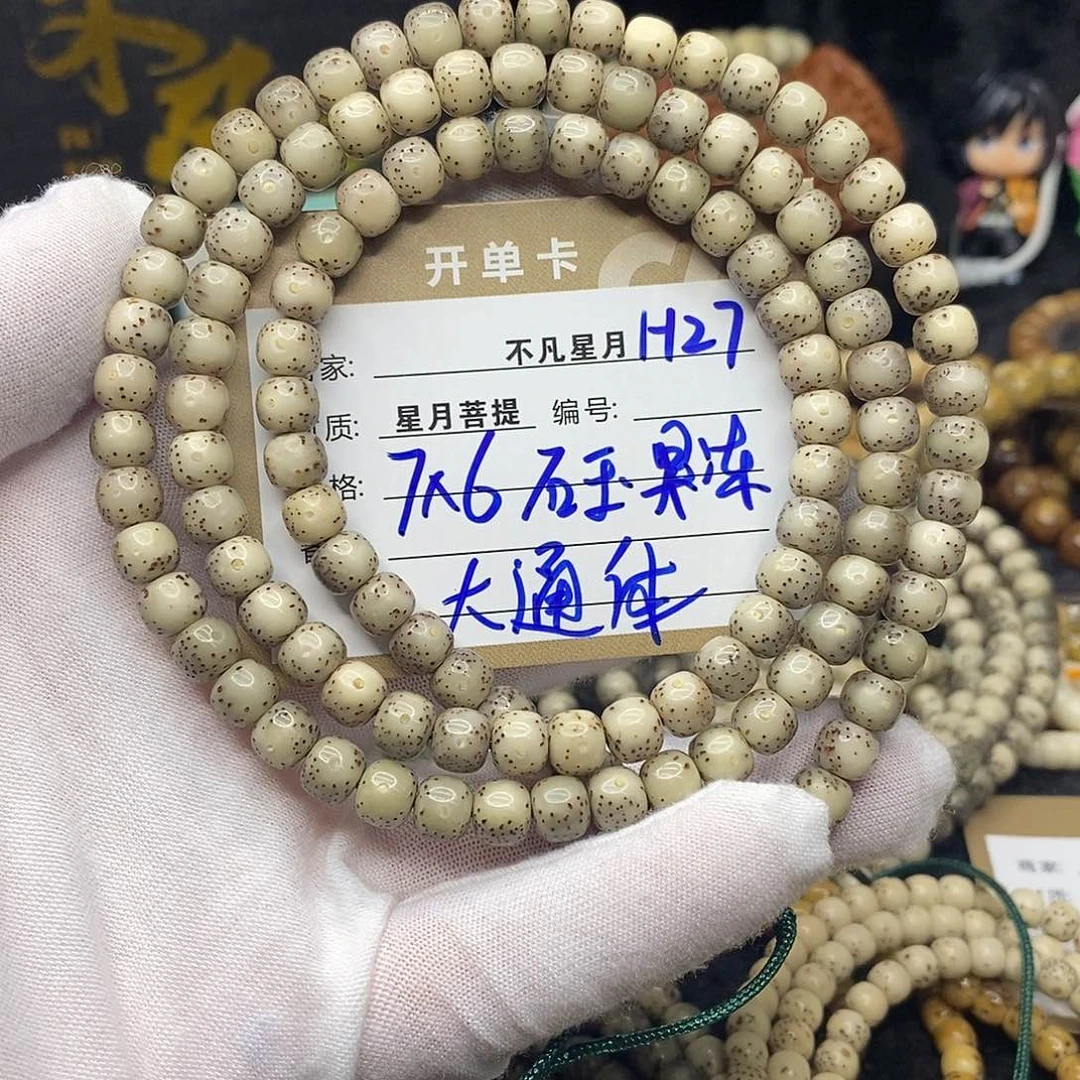 开单卡
家: 不凡星月 H27
质: 星月菩提 编号:
格: 7x6 石玉果冻
大通体